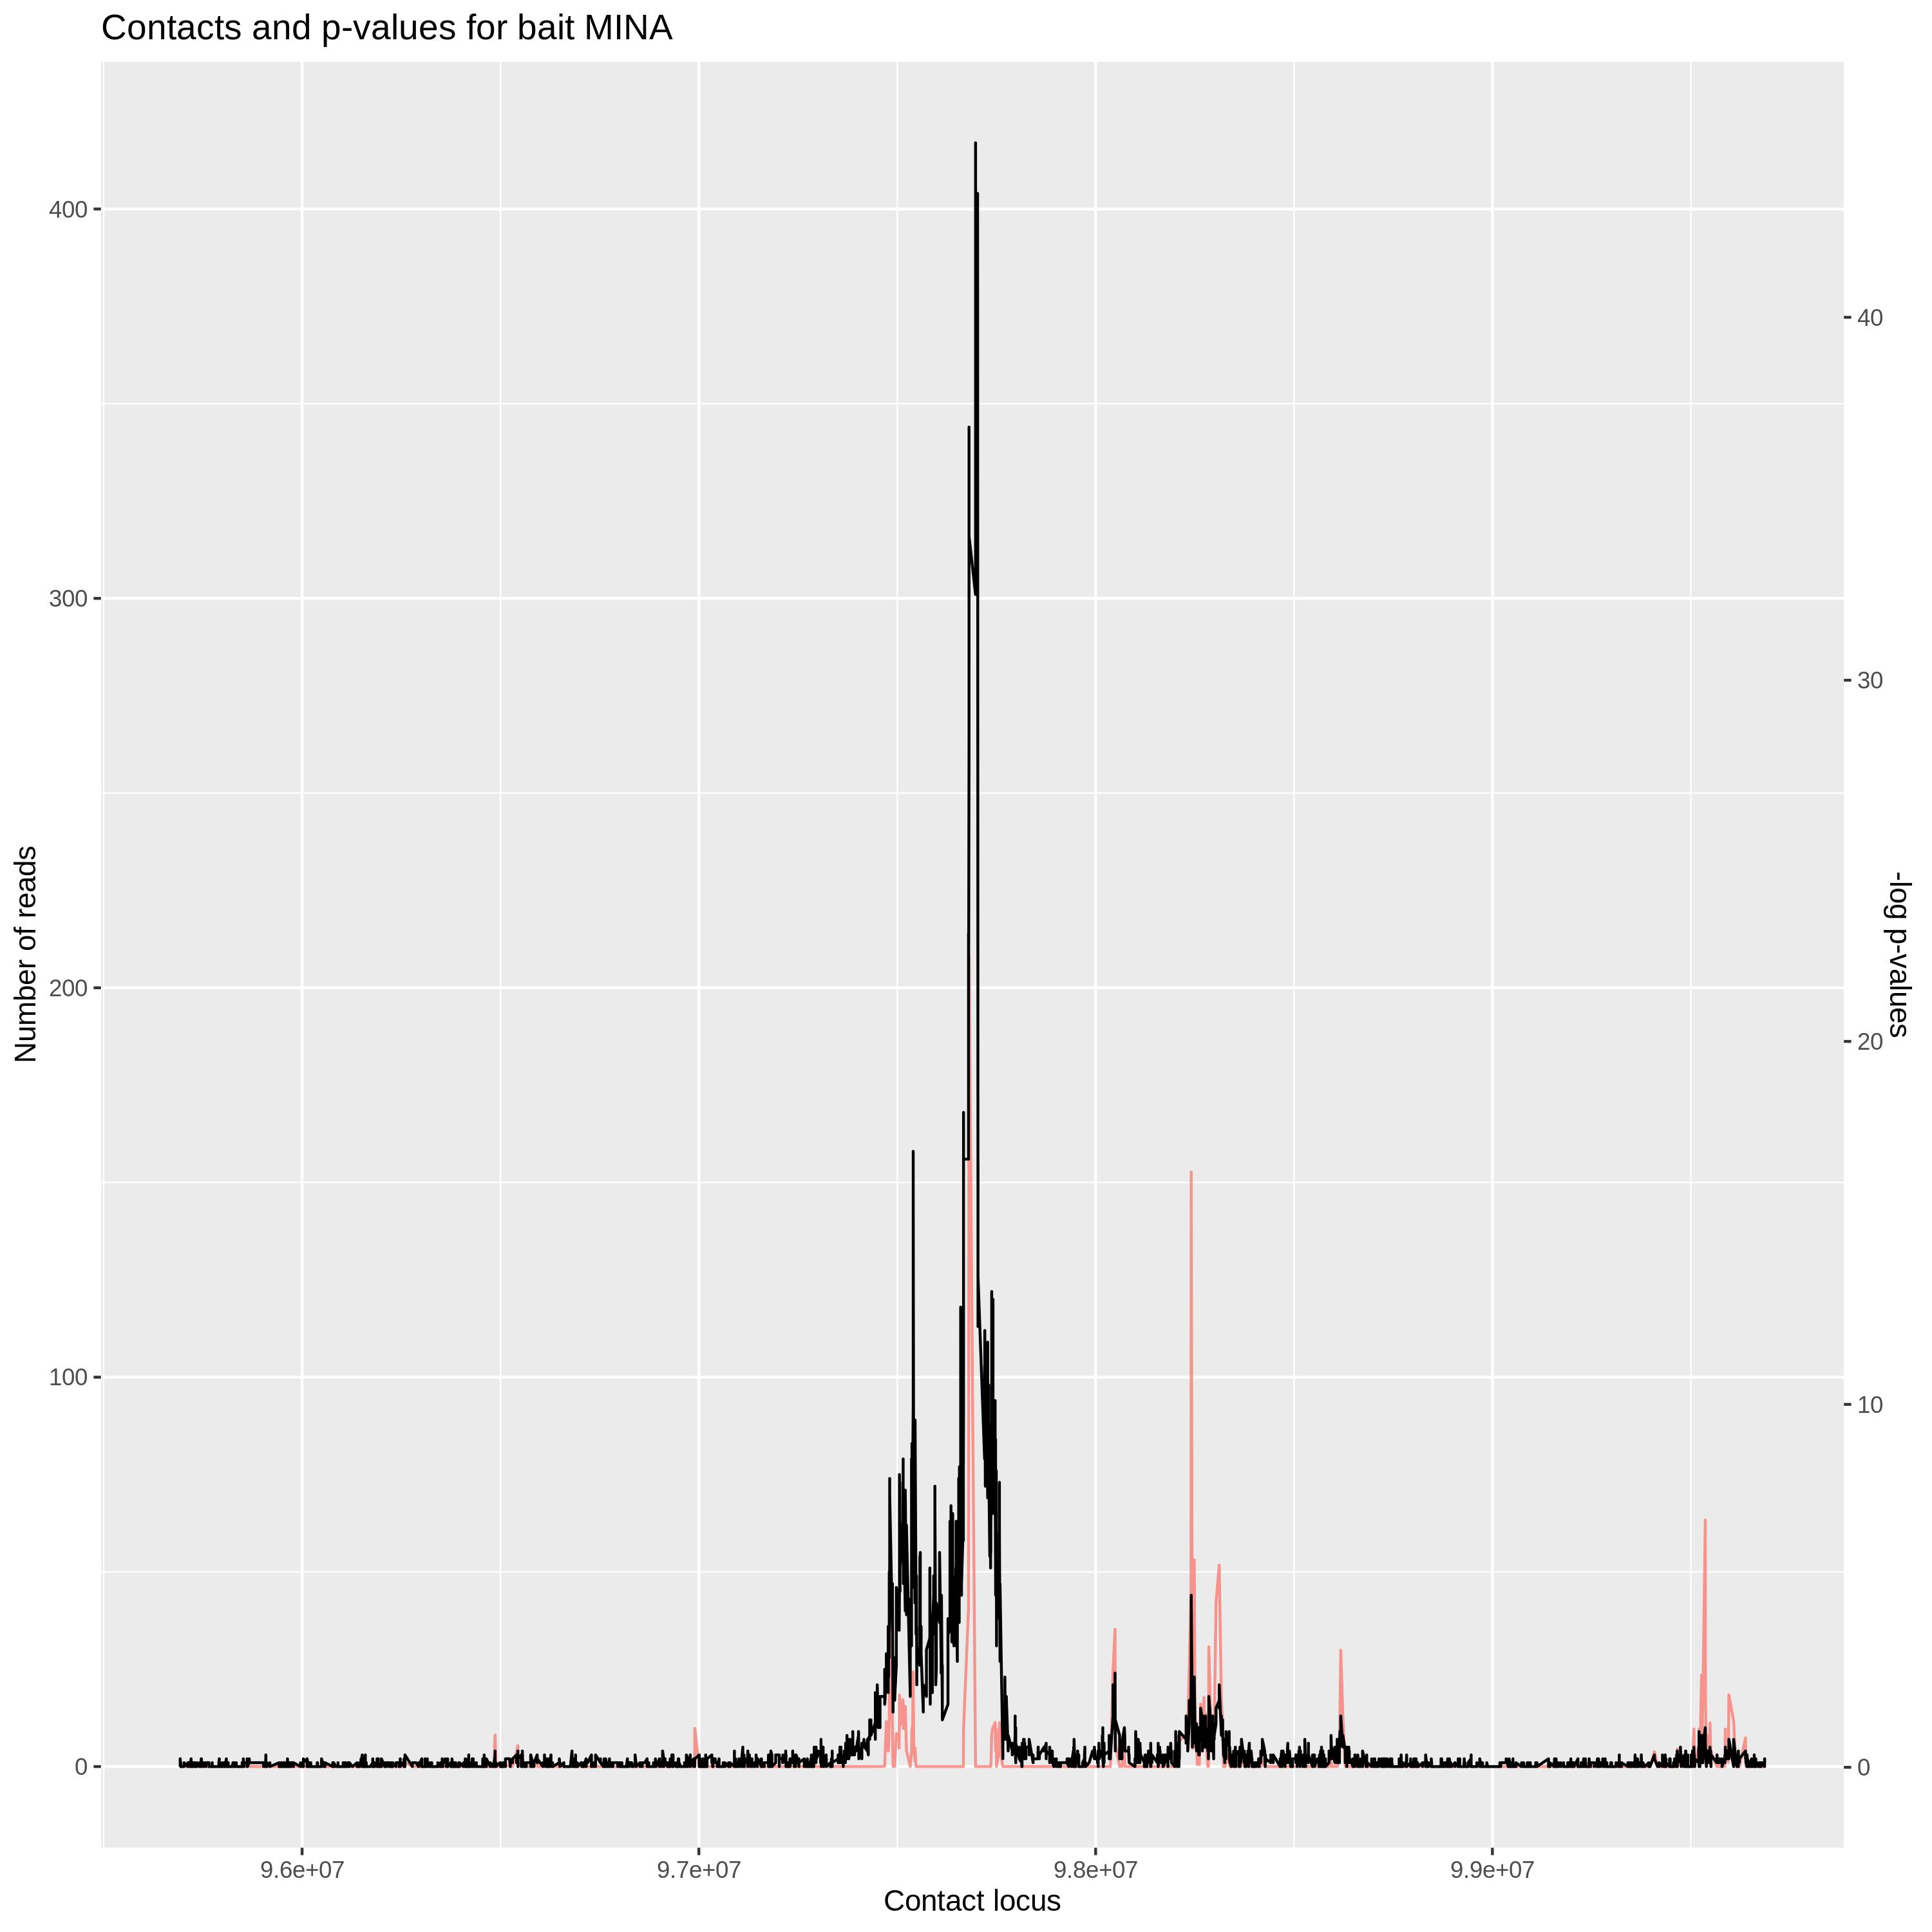 Contacts and p-values for bait MINA
400
300
200
100
0
Number of reads
40
30
20
10
0
-log p-values
9.6e+07 9.7e+07 9.8e+07 9.9e+07
Contact locus